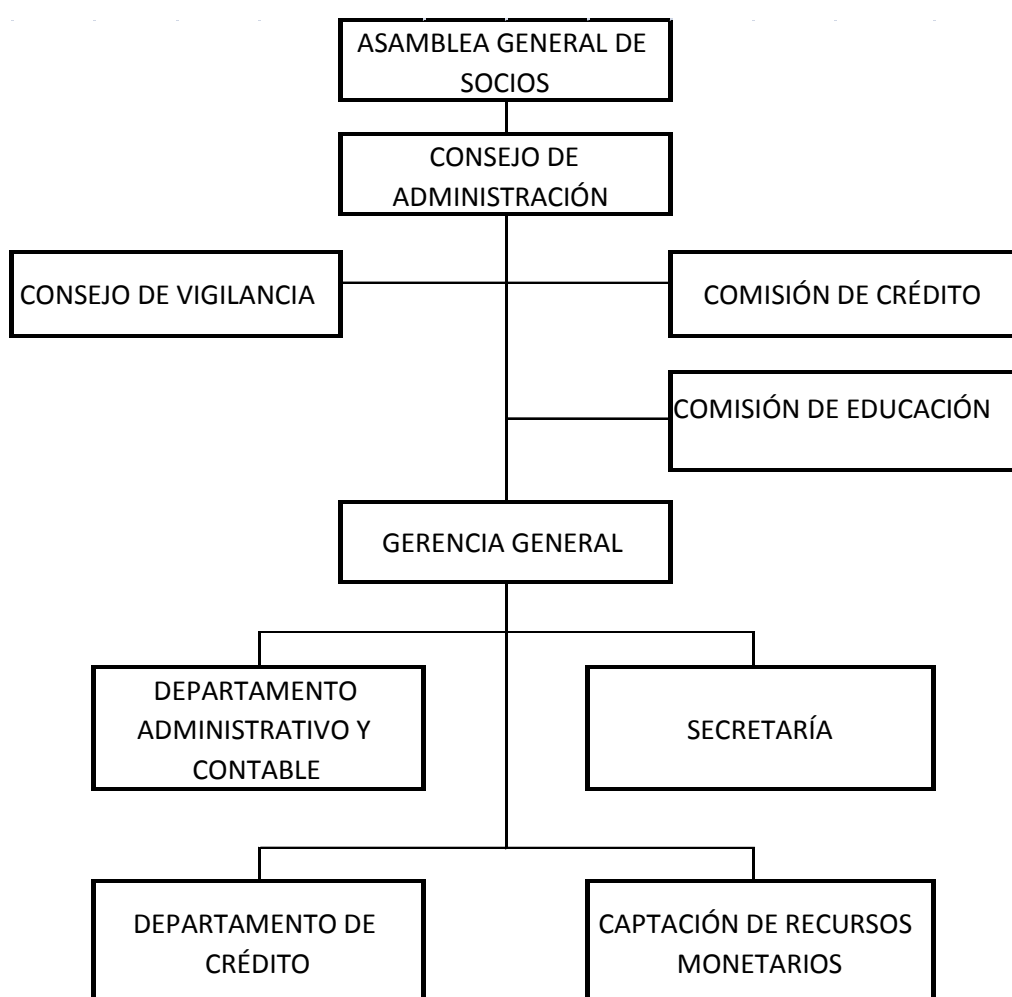 ASAMBLEA GENERAL DE
SOCIOS
CONSEJO DE
ADMINISTRACIÓN
CONSEJO DE VIGILANCIA
COMISIÓN DE CRÉDITO
COMISIÓN DE EDUCACIÓN
GERENCIA GENERAL
DEPARTAMENTO
ADMINISTRATIVO Y
CONTABLE
SECRETARÍA
DEPARTAMENTO DE
CRÉDITO
CAPTACIÓN DE RECURSOS
MONETARIOS